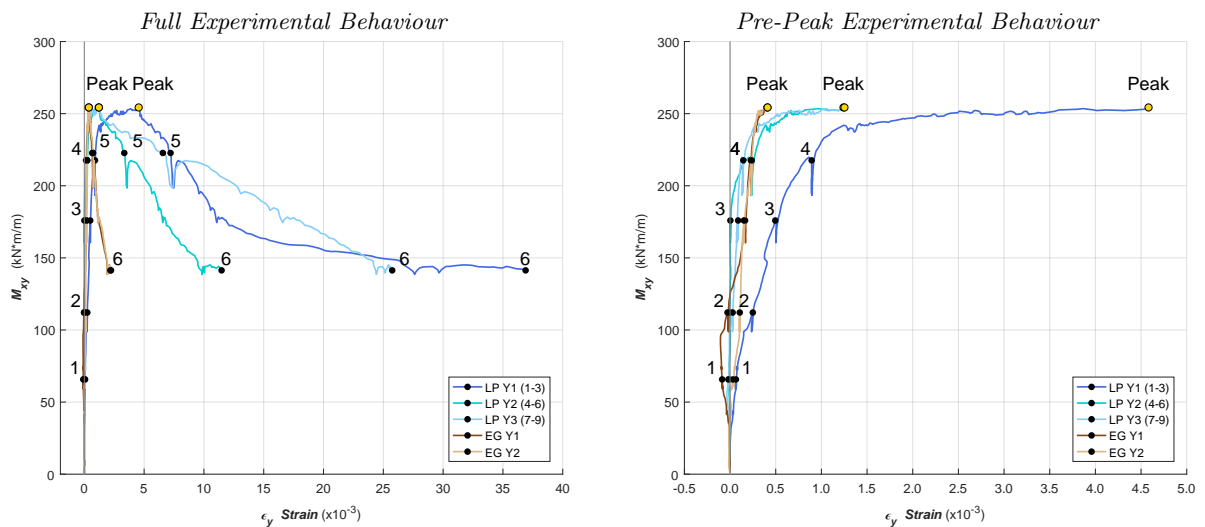 Full Experimental Behaviour
300
250
200
150
100
50
0
Peak Peak
4
5
5
5
3
6
6
6
2
1
LP Y1 (1-3)
LP Y2 (4-6)
LP Y3 (7-9)
EG Y1
EG Y2
0 5 10 15 20 25 30 35 40
M_xy (kN*m/m)
ϵ_y Strain (x10^-3)
Pre-Peak Experimental Behaviour
300
250
200
150
100
50
0
Peak Peak Peak
4
4
3
3
2
2
1
1
LP Y1 (1-3)
LP Y2 (4-6)
LP Y3 (7-9)
EG Y1
EG Y2
-0.5 0.0 0.5 1.0 1.5 2.0 2.5 3.0 3.5 4.0 4.5 5.0
M_xy (kN*m/m)
ϵ_y Strain (x10^-3)